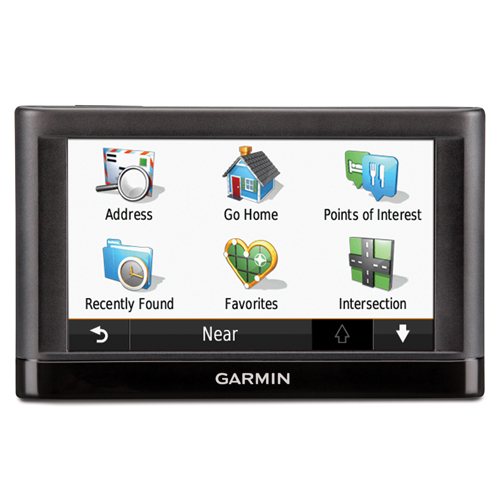 Address
Go Home
Points of Interest
Recently Found
Favorites
Intersection
Near
GARMIN